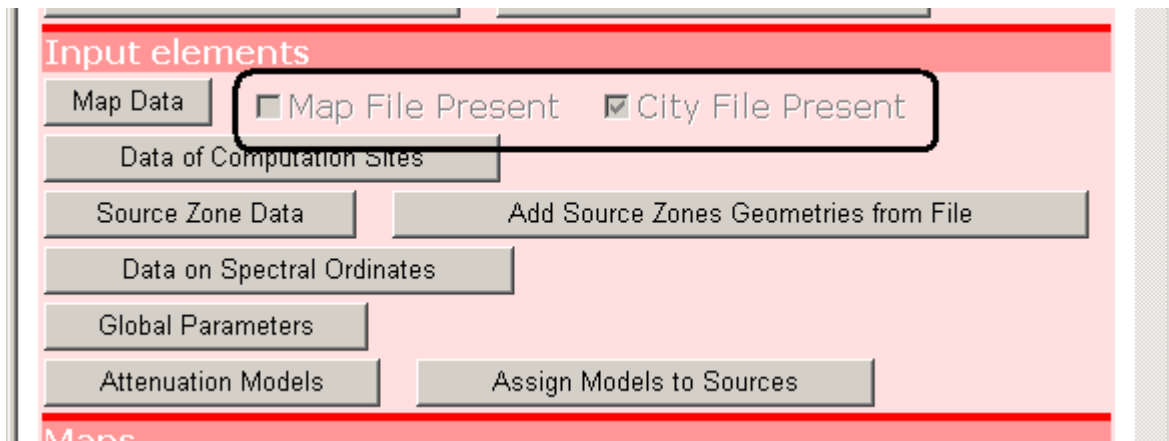 Input elements
Map Data Map File Present City File Present
Data of Computation Sites
Source Zone Data Add Source Zones Geometries from File
Data on Spectral Ordinates
Global Parameters
Attenuation Models Assign Models to Sources
Maps